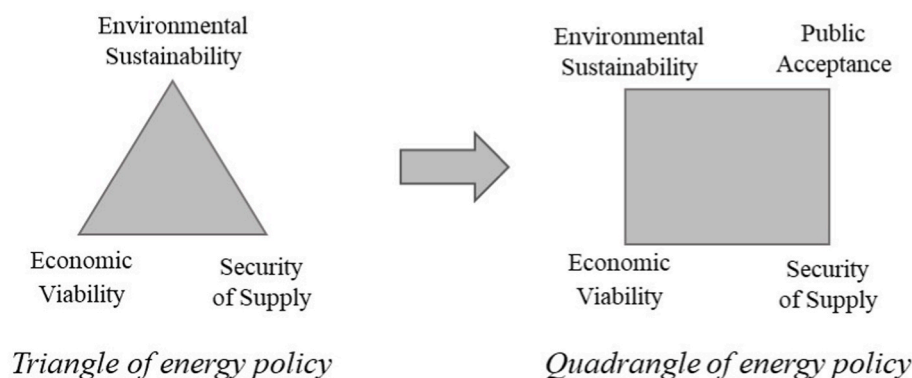 Environmental
Sustainability
Economic
Viability
Security
of Supply
Triangle of energy policy
Environmental
Sustainability
Public
Acceptance
Economic
Viability
Security
of Supply
Quadrangle of energy policy